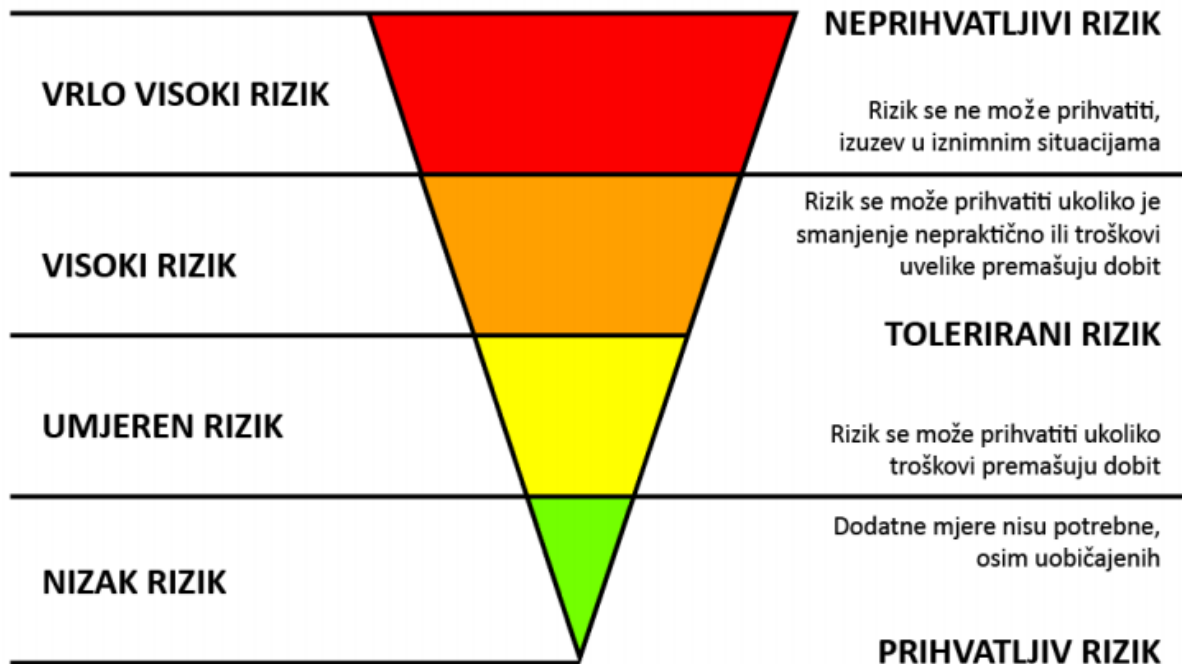 NEPRIHVATLJIVI RIZIK
VRLO VISOKI RIZIK
Rizik se ne može prihvatiti,
izuzev u iznimnim situacijama
VISOKI RIZIK
Rizik se može prihvatiti ukoliko je
smanjenje nepraktično ili troškovi
uvelike premašuju dobit
TOLERIRANI RIZIK
UMJEREN RIZIK
Rizik se može prihvatiti ukoliko
troškovi premašuju dobit
NIZAK RIZIK
Dodatne mjere nisu potrebne,
osim uobičajenih
PRIHVATLJIV RIZIK